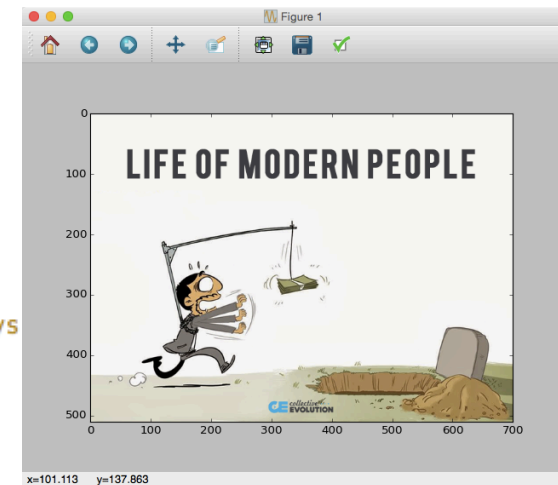 Figure 1
0
100
LIFE OF MODERN PEOPLE
200
300
400
500
collective
EVOLUTION
0 100 200 300 400 500 600 700
x=101.113 y=137.863